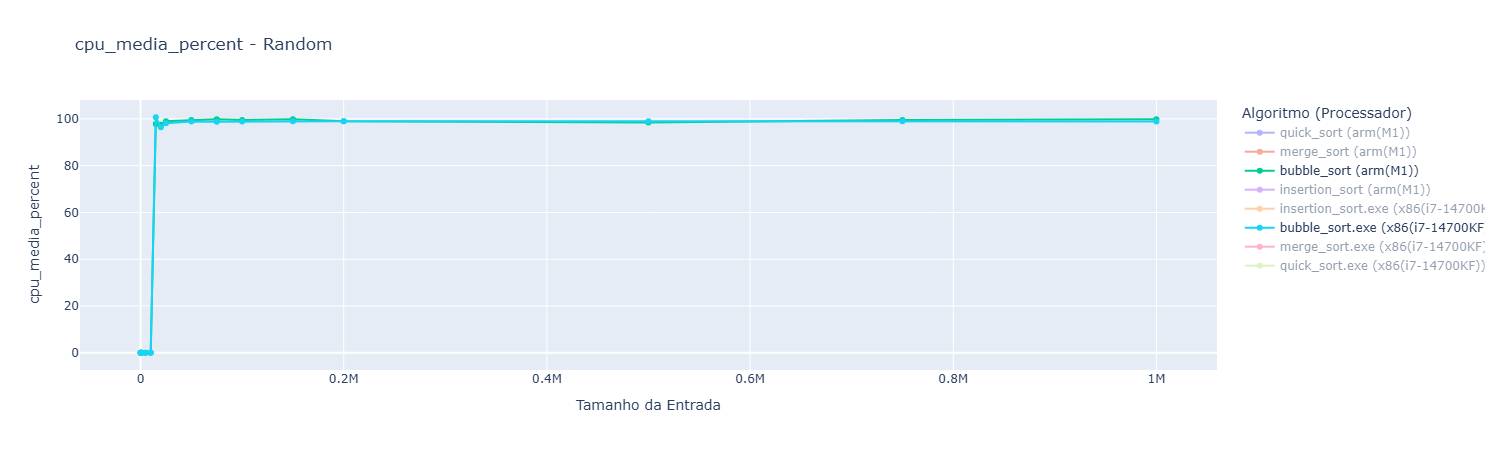 cpu_media_percent - Random
100
80
60
40
20
0
cpu_media_percent
0
0.2M
0.4M
0.6M
0.8M
1M
Tamanho da Entrada
Algoritmo (Processador)
quick_sort (arm(M1))
merge_sort (arm(M1))
bubble_sort (arm(M1))
insertion_sort (arm(M1))
insertion_sort.exe (x86(i7-14700K
bubble_sort.exe (x86(i7-14700KF
merge_sort.exe (x86(i7-14700KF)
quick_sort.exe (x86(i7-14700KF))